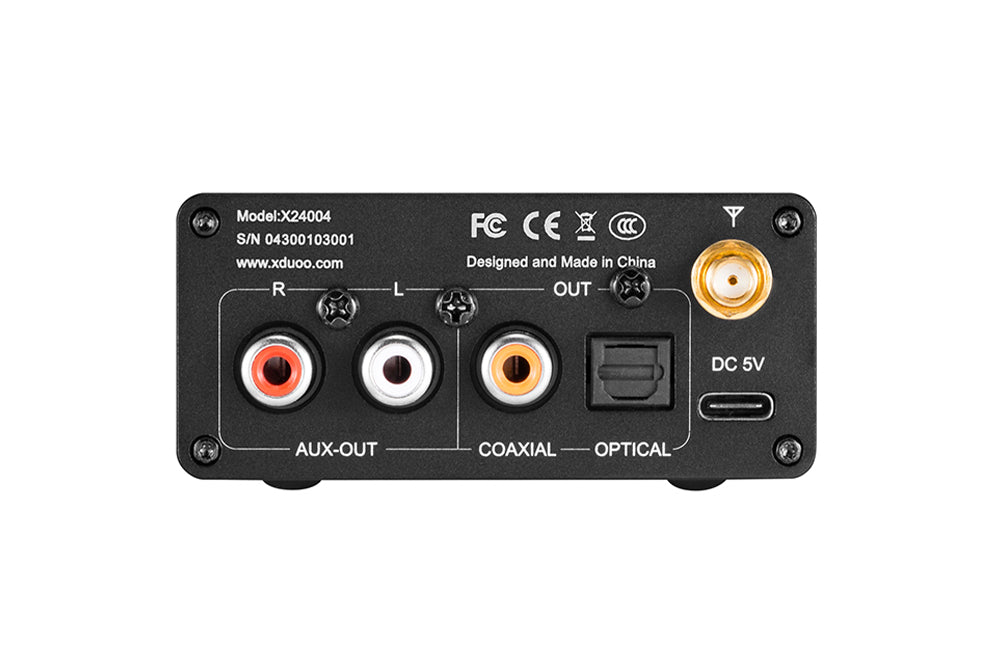 Model:X24004
S/N 04300103001
www.xduoo.com
FC CE CCC
Designed and Made in China
R L OUT
DC 5V
AUX-OUT COAXIAL OPTICAL